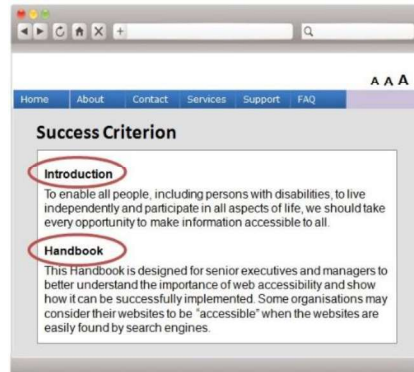 A A A
Home About Contact Services Support FAQ
Success Criterion
Introduction
To enable all people, including persons with disabilities, to live
independently and participate in all aspects of life, we should take
every opportunity to make information accessible to all.
Handbook
This Handbook is designed for senior executives and managers to
better understand the importance of web accessibility and show
how it can be successfully implemented. Some organisations may
consider their websites to be "accessible" when the websites are
easily found by search engines.